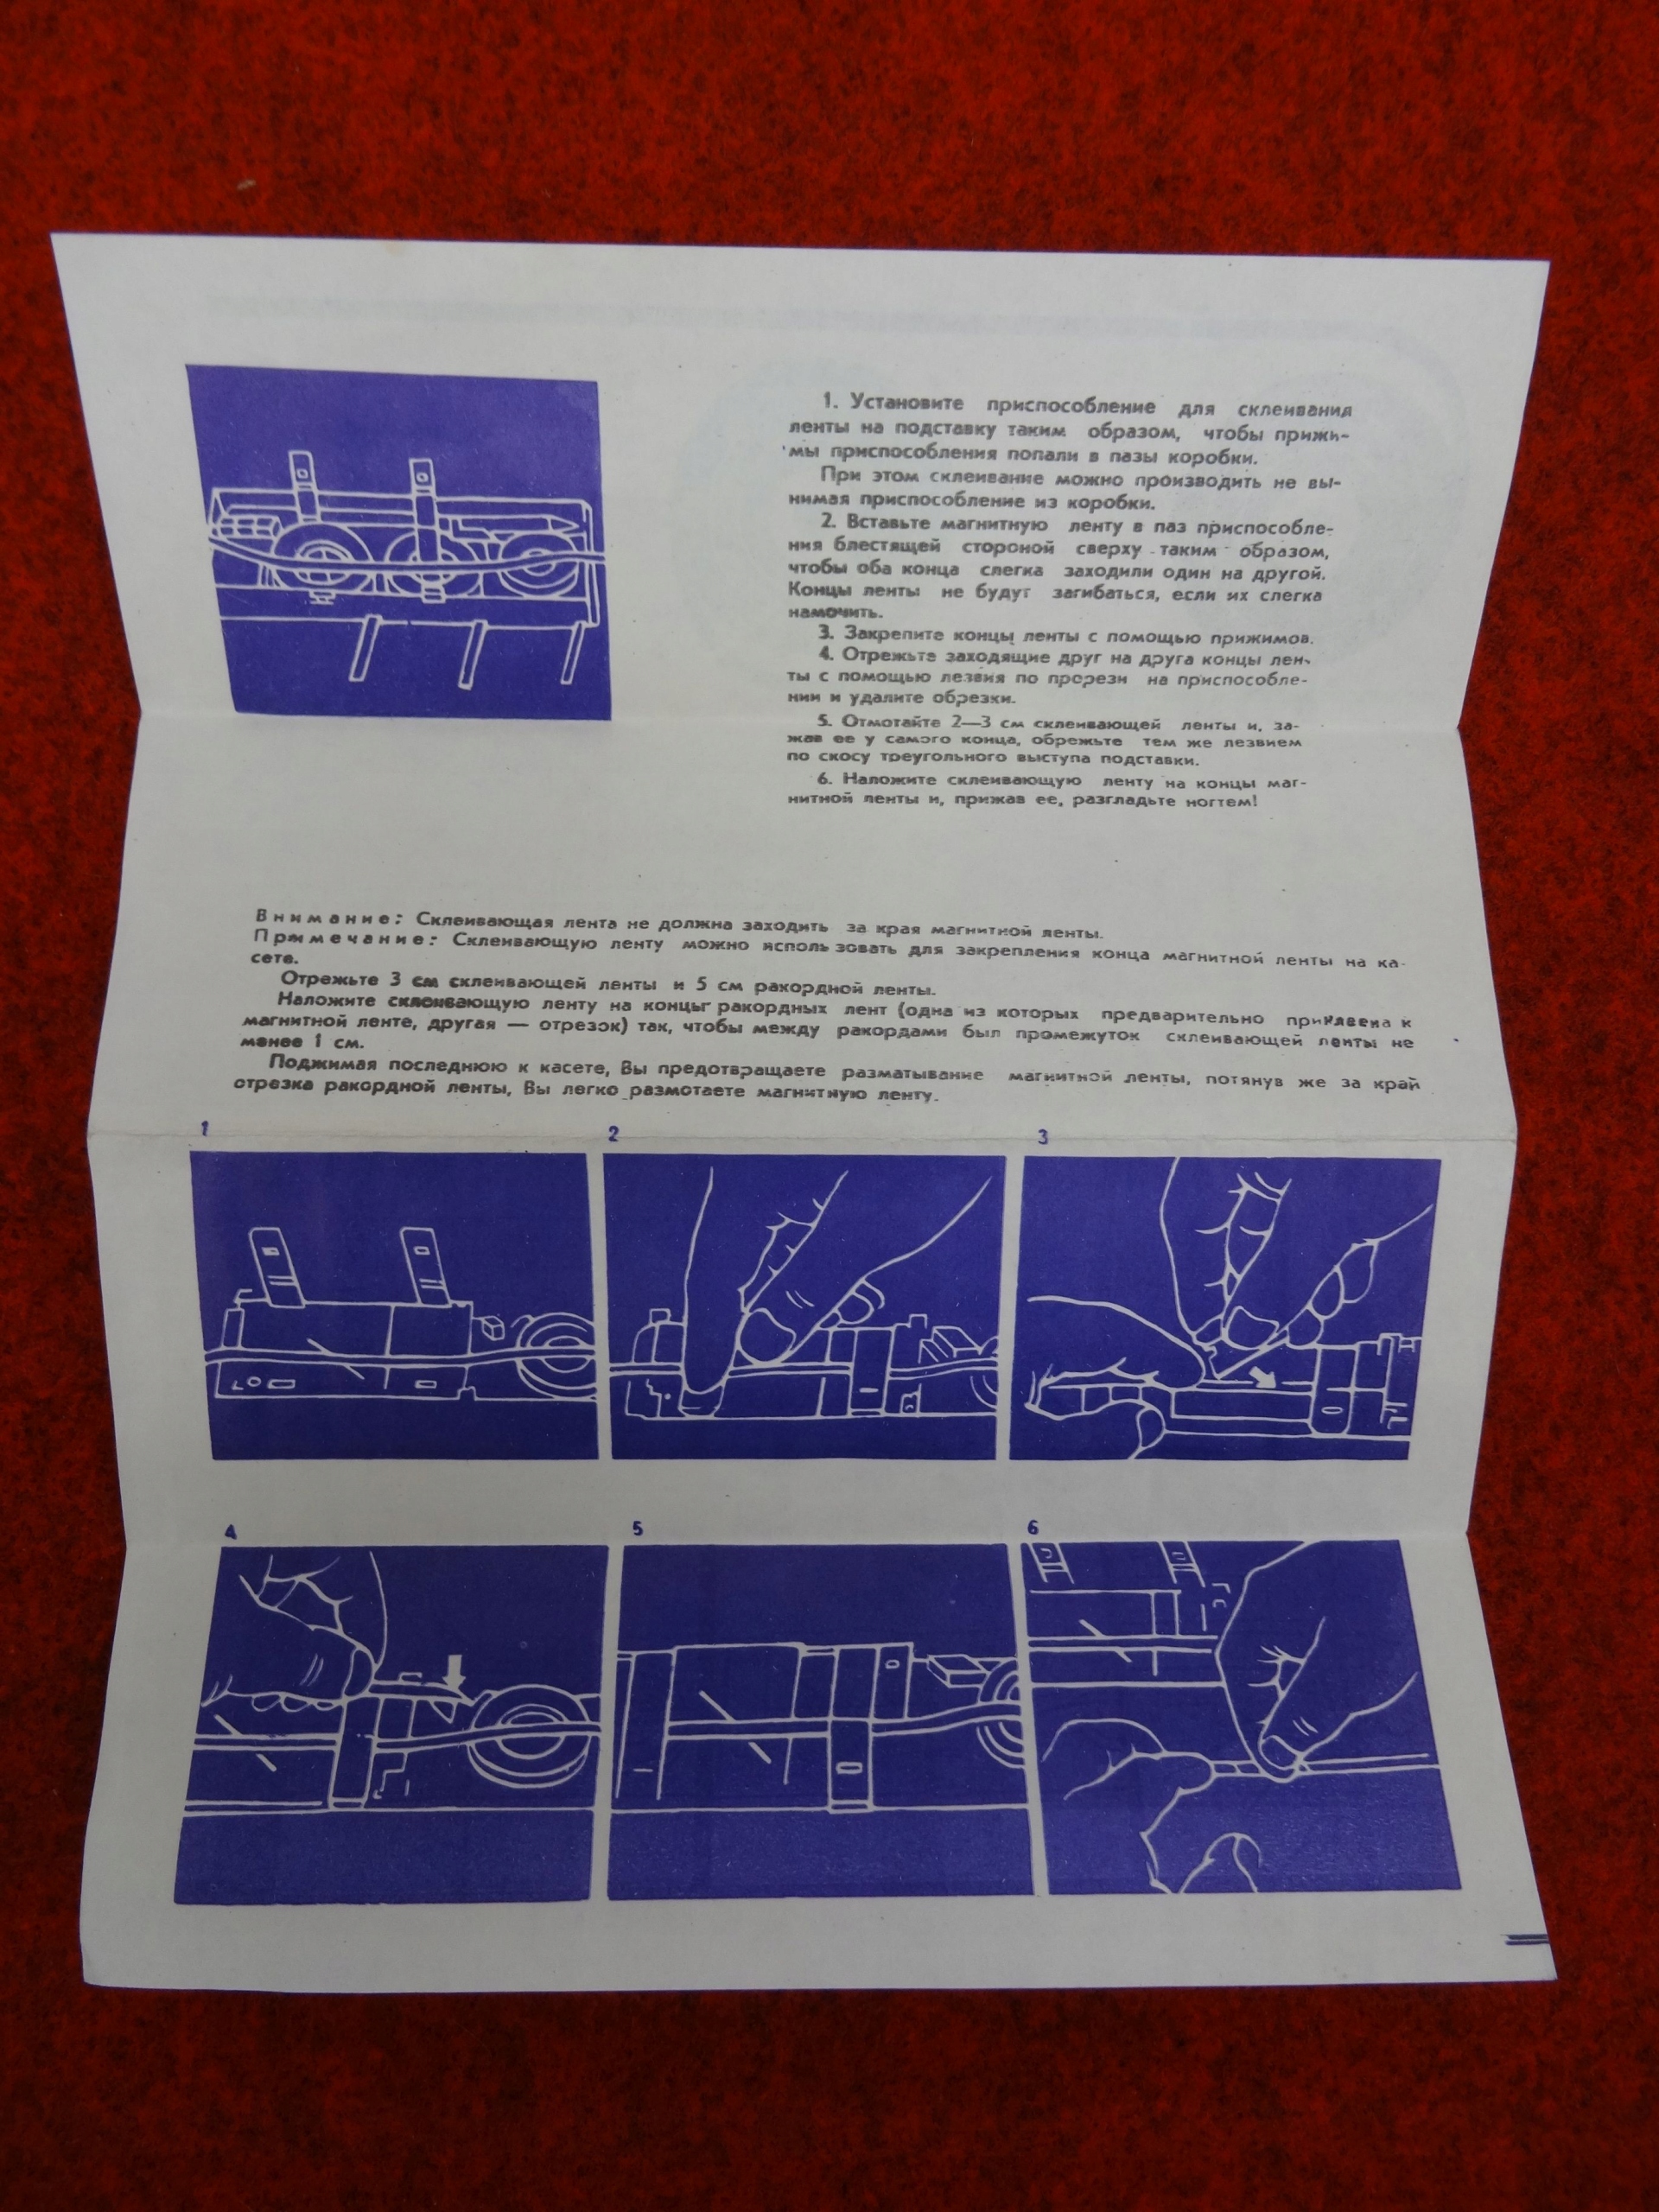 1. Установите приспособление для склеивания
ленты на подставку таким образом, чтобы прижи-
мы приспособления попали в пазы коробки.
При этом склеивание можно производить не вы-
нимая приспособление из коробки.
2. Вставьте магнитную ленту в паз приспособле-
ния блестящей стороной сверху таким образом,
чтобы оба конца слегка заходили один на другой.
Концы ленты не будут загибаться, если их слегка
намочить.
3. Закрепите концы ленты с помощью прижимов.
4. Отрежьте заходящие друг на друга концы лен-
ты с помощью лезвия по прорези на приспособле-
нии и удалите обрезки.
5. Отмотайте 2—3 см склеивающей ленты и, за-
жав ее у самого конца, обрежьте тем же лезвием
по скосу треугольного выступа подставки.
6. Наложите склеивающую ленту на концы маг-
нитной ленты и, прижав ее, разгладьте ногтем!
Внимание: Склеивающая лента не должна заходить за края магнитной ленты.
Примечание: Склеивающую ленту можно использовать для закрепления конца магнитной ленты на ка-
сете.
Отрежьте 3 см склеивающей ленты и 5 см ракордной ленты.
Наложите склеивающую ленту на концы ракордных лент (одна из которых предварительно приклеена к
магнитной ленте, другая — отрезок) так, чтобы между ракордами был промежуток склеивающей ленты не
менее 1 см.
Поджимая последнюю к касете, Вы предотвращаете разматывание магнитной ленты, потянув же за край
отрезка ракордной ленты, Вы легко размотаете магнитную ленту.
1
2
3
4
5
6